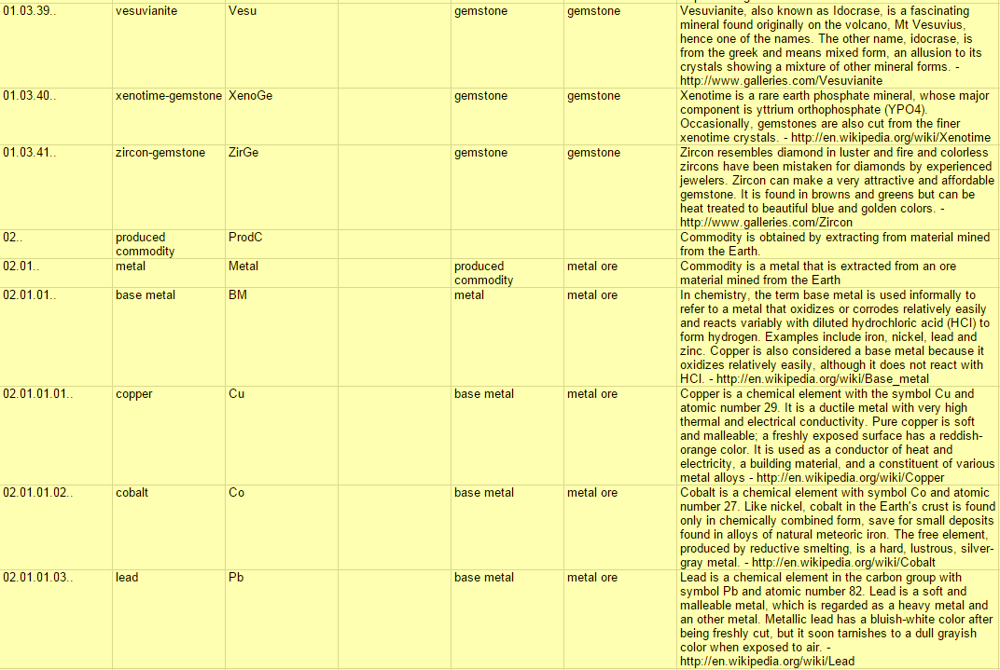 01.03.39.. vesuvianite Vesu gemstone gemstone Vesuvianite, also known as Idocrase, is a fascinating
mineral found originally on the volcano, Mt Vesuvius,
hence one of the names. The other name, idocrase, is
from the greek and means mixed form, an allusion to its
crystals showing a mixture of other mineral forms. -
http://www.galleries.com/Vesuvianite
01.03.40.. xenotime-gemstone XenoGe gemstone gemstone Xenotime is a rare earth phosphate mineral, whose major
component is yttrium orthophosphate (YPO4).
Occasionally, gemstones are also cut from the finer
xenotime crystals. - http://en.wikipedia.org/wiki/Xenotime
01.03.41.. zircon-gemstone ZirGe gemstone gemstone Zircon resembles diamond in luster and fire and colorless
zircons have been mistaken for diamonds by experienced
jewelers. Zircon can make a very attractive and affordable
gemstone. It is found in browns and greens but can be
heat treated to beautiful blue and golden colors. -
http://www.galleries.com/Zircon
02.. produced ProdC Commodity is obtained by extracting from material mined
commodity from the Earth.
02.01.. metal Metal produced metal ore Commodity is a metal that is extracted from an ore
commodity material mined from the Earth
02.01.01.. base metal BM metal metal ore In chemistry, the term base metal is used informally to
refer to a metal that oxidizes or corrodes relatively easily
and reacts variably with diluted hydrochloric acid (HCl) to
form hydrogen. Examples include iron, nickel, lead and
zinc. Copper is also considered a base metal because it
oxidizes relatively easily, although it does not react with
HCl. - http://en.wikipedia.org/wiki/Base_metal
02.01.01.01.. copper Cu base metal metal ore Copper is a chemical element with the symbol Cu and
atomic number 29. It is a ductile metal with very high
thermal and electrical conductivity. Pure copper is soft
and malleable; a freshly exposed surface has a reddish-
orange color. It is used as a conductor of heat and
electricity, a building material, and a constituent of various
metal alloys - http://en.wikipedia.org/wiki/Copper
02.01.01.02.. cobalt Co base metal metal ore Cobalt is a chemical element with symbol Co and atomic
number 27. Like nickel, cobalt in the Earth's crust is found
only in chemically combined form, save for small deposits
found in alloys of natural meteoric iron. The free element,
produced by reductive smelting, is a hard, lustrous, silver-
gray metal. - http://en.wikipedia.org/wiki/Cobalt
02.01.01.03.. lead Pb base metal metal ore Lead is a chemical element in the carbon group with
symbol Pb and atomic number 82. Lead is a soft and
malleable metal, which is regarded as a heavy metal and
an other metal. Metallic lead has a bluish-white color after
being freshly cut, but it soon tarnishes to a dull grayish
color when exposed to air. -
http://en.wikipedia.org/wiki/Lead